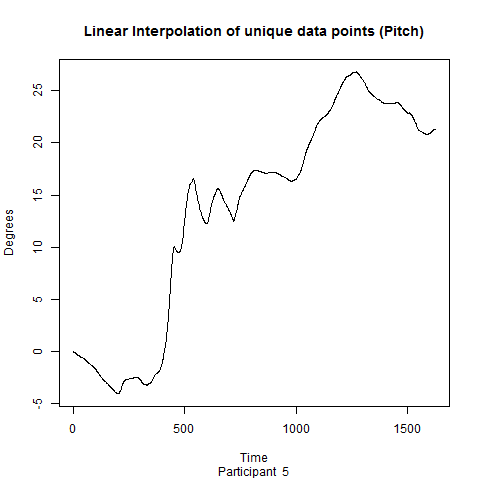 Linear Interpolation of unique data points (Pitch)
Degrees
25
20
15
10
5
0
-5
0 500 1000 1500
Time
Participant 5